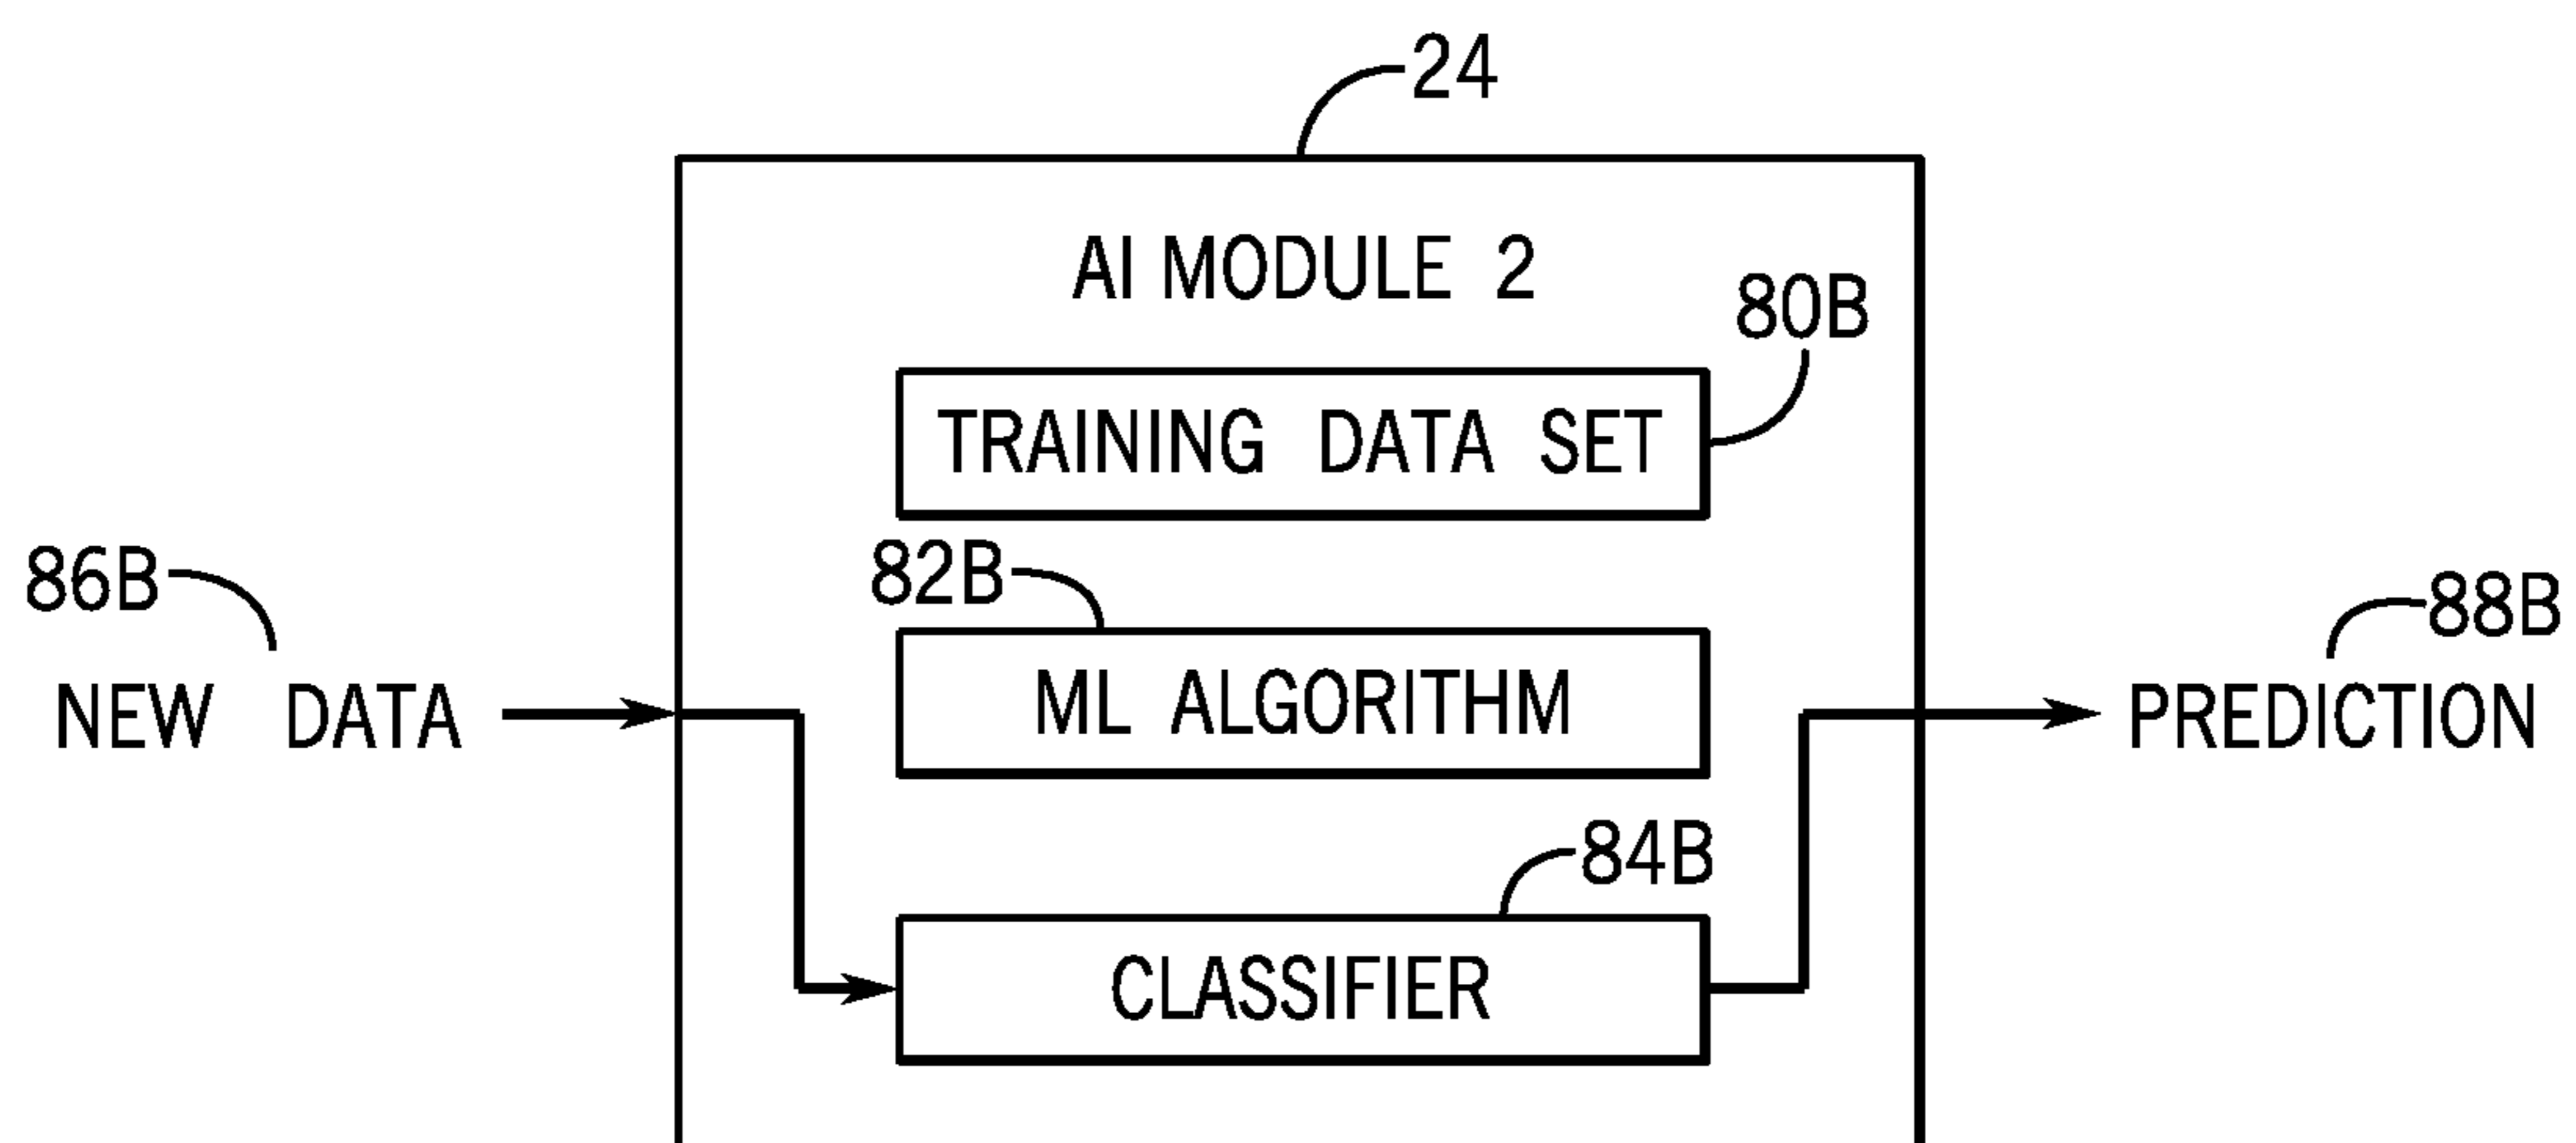 24
AI MODULE 2
80B
TRAINING DATA SET
86B
82B
88B
NEW DATA
ML ALGORITHM
PREDICTION
84B
CLASSIFIER